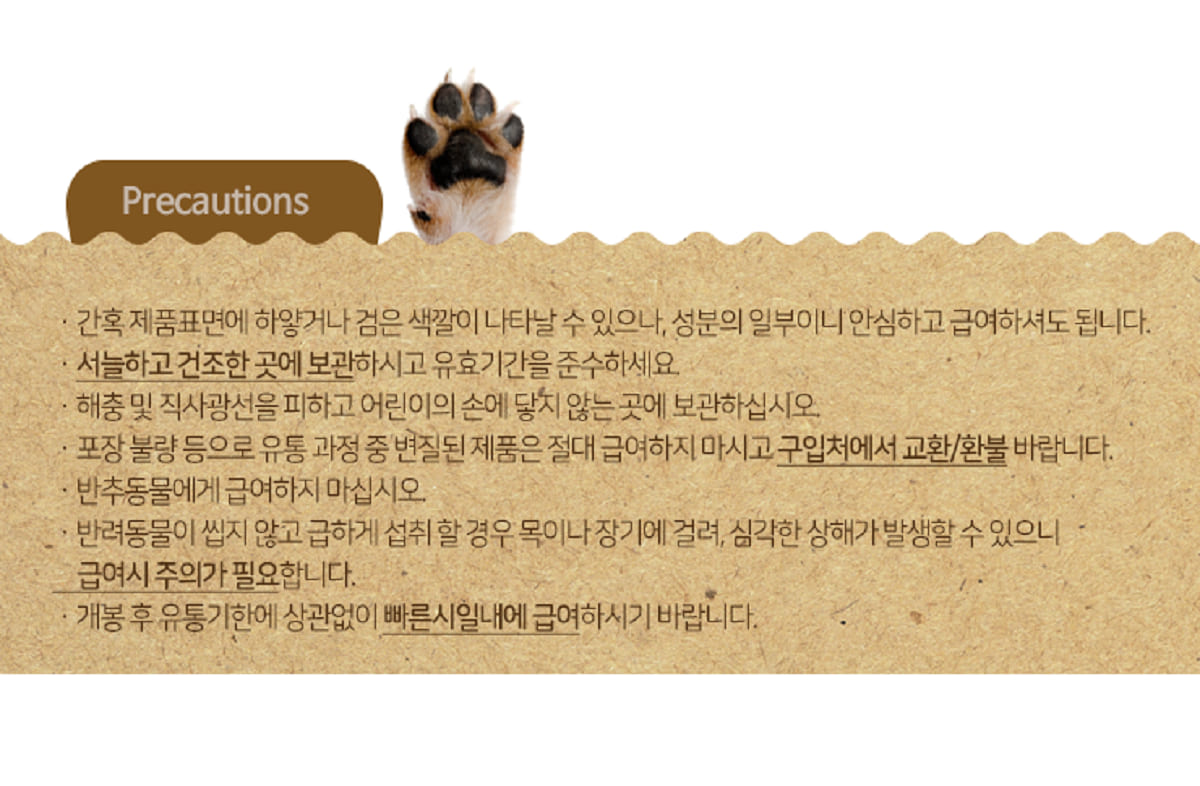 Precautions
· 간혹 제품표면에 하얗거나 검은 색깔이 나타날 수 있으나, 성분의 일부이니 안심하고 급여하셔도 됩니다.
· 서늘하고 건조한 곳에 보관하시고 유효기간을 준수하세요.
· 해충 및 직사광선을 피하고 어린이의 손에 닿지 않는 곳에 보관하십시오.
· 포장 불량 등으로 유통 과정 중 변질된 제품은 절대 급여하지 마시고 구입처에서 교환/환불 바랍니다.
· 반추동물에게 급여하지 마십시오.
· 반려동물이 씹지 않고 급하게 섭취 할 경우 목이나 장기에 걸려, 심각한 상해가 발생할 수 있으니
급여시 주의가 필요합니다.
· 개봉 후 유통기한에 상관없이 빠른시일내에 급여하시기 바랍니다.